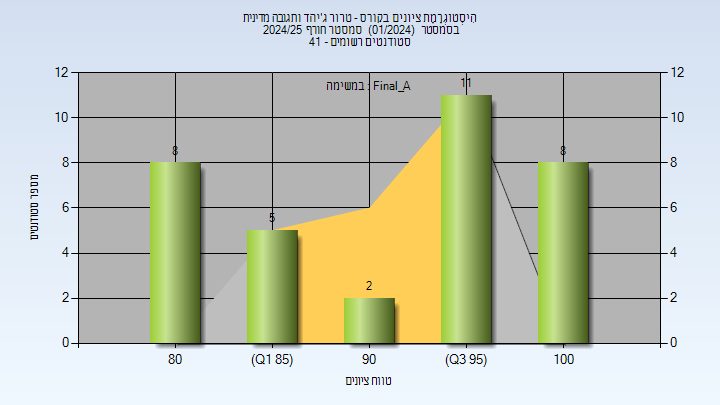 היסטוגרמת ציונים בקורס - טרור ג'יהד ותגובה מדינית
בסמסטר (01/2024) סמסטר חורף 2024/25
סטודנטים רשומים - 41
במשימה : Final_A
12
10
8
6
4
2
0
12
10
8
6
4
2
0
8
5
2
11
8
80
(Q1 85)
90
(Q3 95)
100
מספר סטודנטים
טווח ציונים